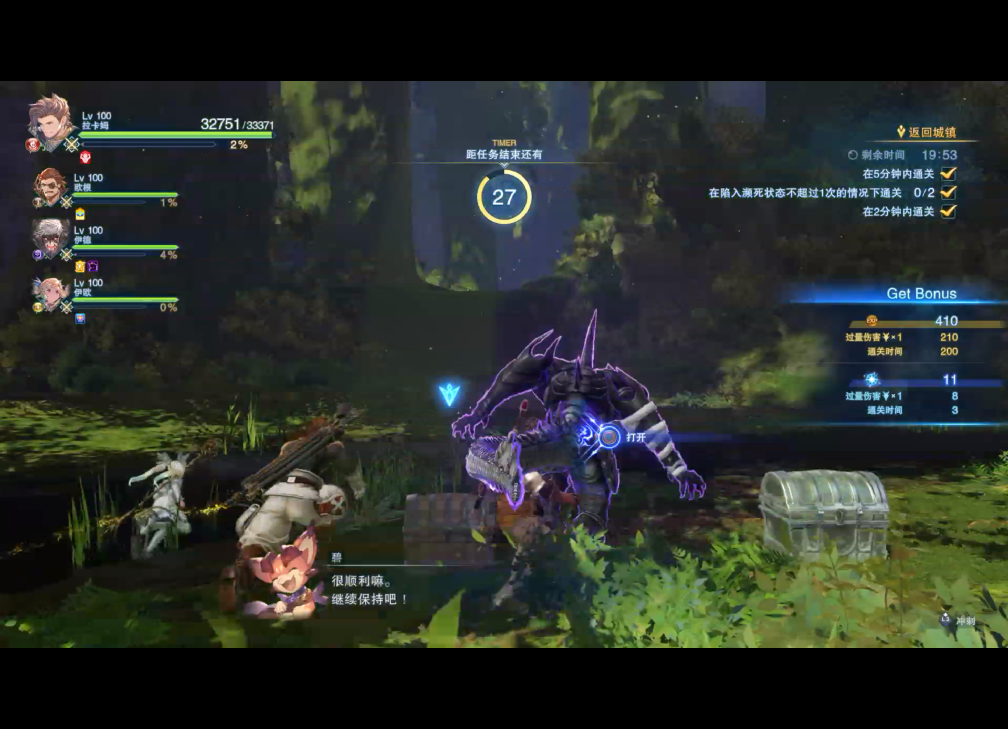 Lv 100
拉卡姆
32751/33371
2%
Lv 100
欧根
1%
Lv 100
伊德
4%
Lv 100
伊欧
0%
TIMER
距任务结束还有
27
返回城镇
剩余时间 19:53
在5分钟内通关
在陷入濒死状态不超过1次的情况下通关 0/2
在2分钟内通关
Get Bonus
410
过量伤害¥×1 210
通关时间 200
11
过量伤害¥×1 8
通关时间 3
打开
碧
很顺利嘛。
继续保持吧！
冲刺